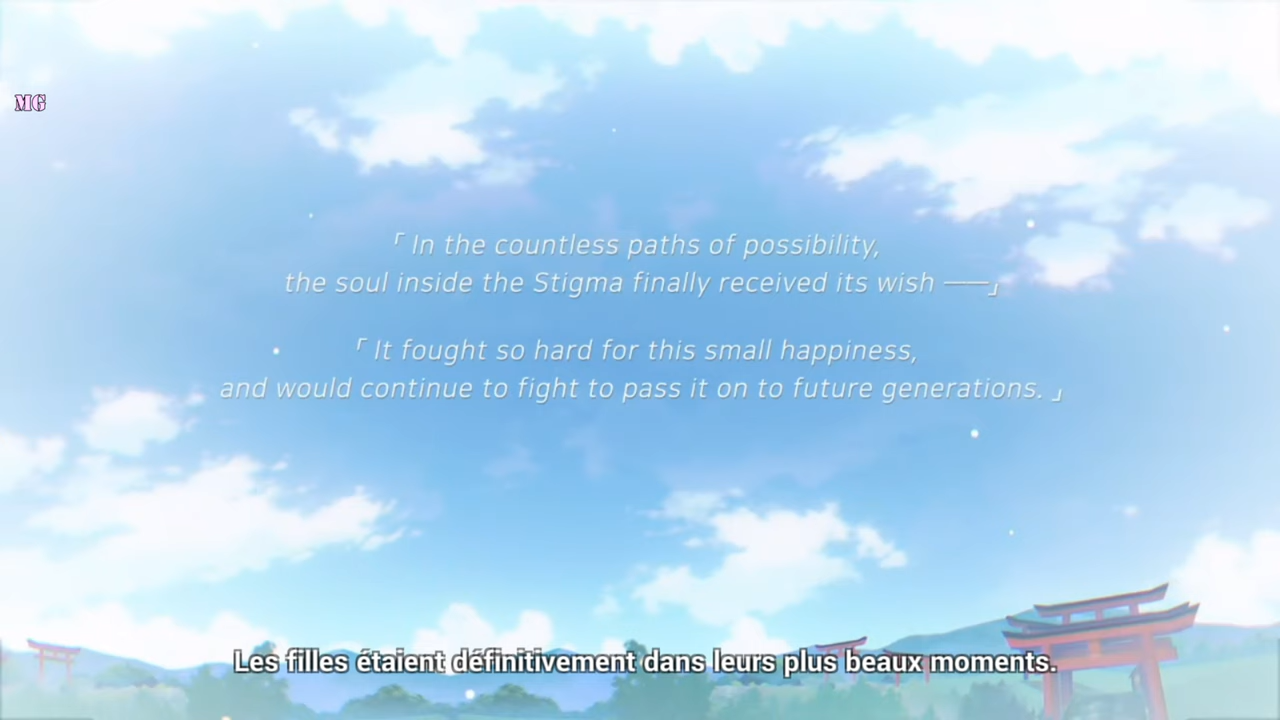 MG
「 In the countless paths of possibility,
the soul inside the Stigma finally received its wish ——」
「 It fought so hard for this small happiness,
and would continue to fight to pass it on to future generations. 」
Les filles étaient définitivement dans leurs plus beaux moments.